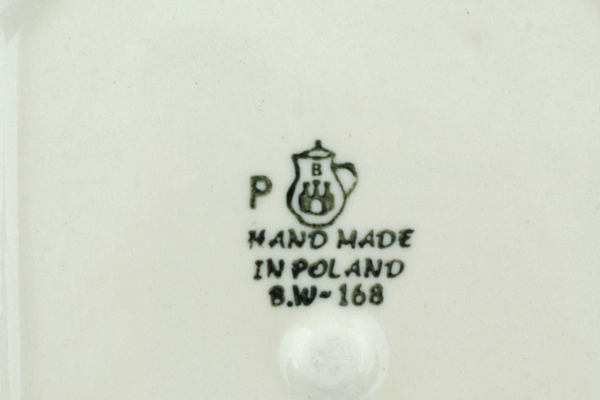 B
P
HAND MADE
IN POLAND
B.W-168